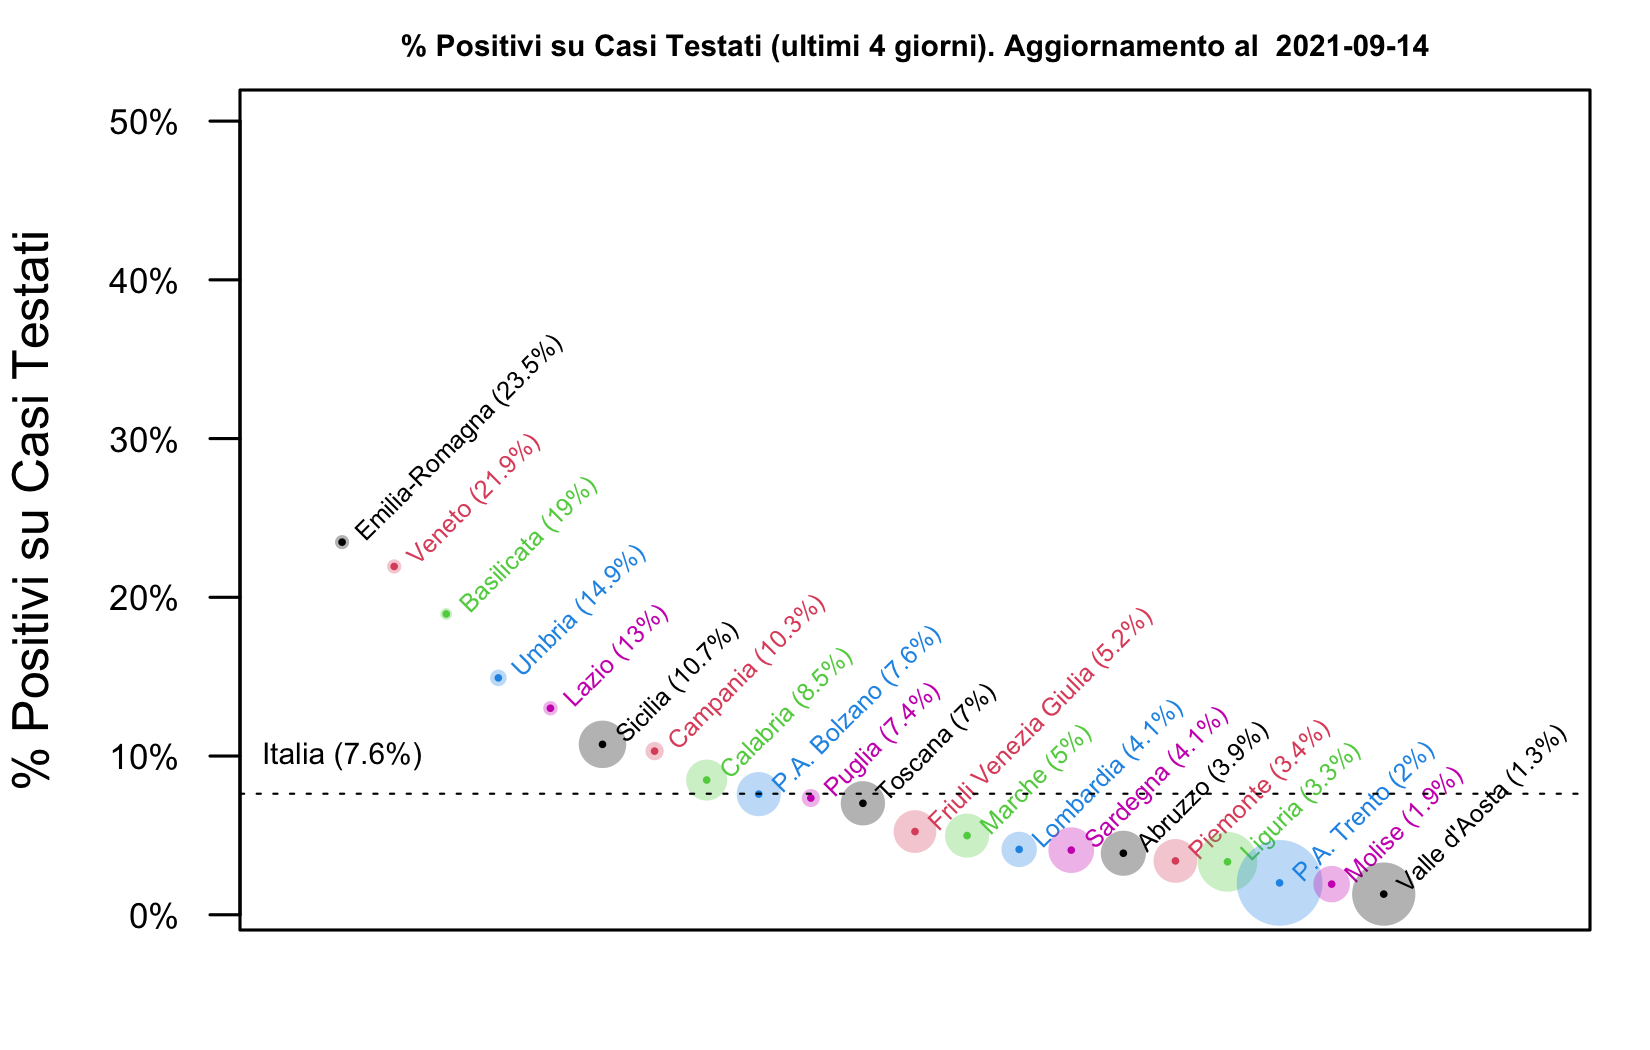 % Positivi su Casi Testati (ultimi 4 giorni). Aggiornamento al  2021-09-14
% Positivi su Casi Testati
50%
40%
30%
20%
10%
0%
Italia (7.6%)
Emilia-Romagna (23.5%)
Veneto (21.9%)
Basilicata (19%)
Umbria (14.9%)
Lazio (13%)
Sicilia (10.7%)
Campania (10.3%)
Calabria (8.5%)
P.A. Bolzano (7.6%)
Puglia (7.4%)
Toscana (7%)
Friuli Venezia Giulia (5.2%)
Marche (5%)
Lombardia (4.1%)
Sardegna (4.1%)
Abruzzo (3.9%)
Piemonte (3.4%)
Liguria (3.3%)
P.A. Trento (2%)
Molise (1.9%)
Valle d'Aosta (1.3%)